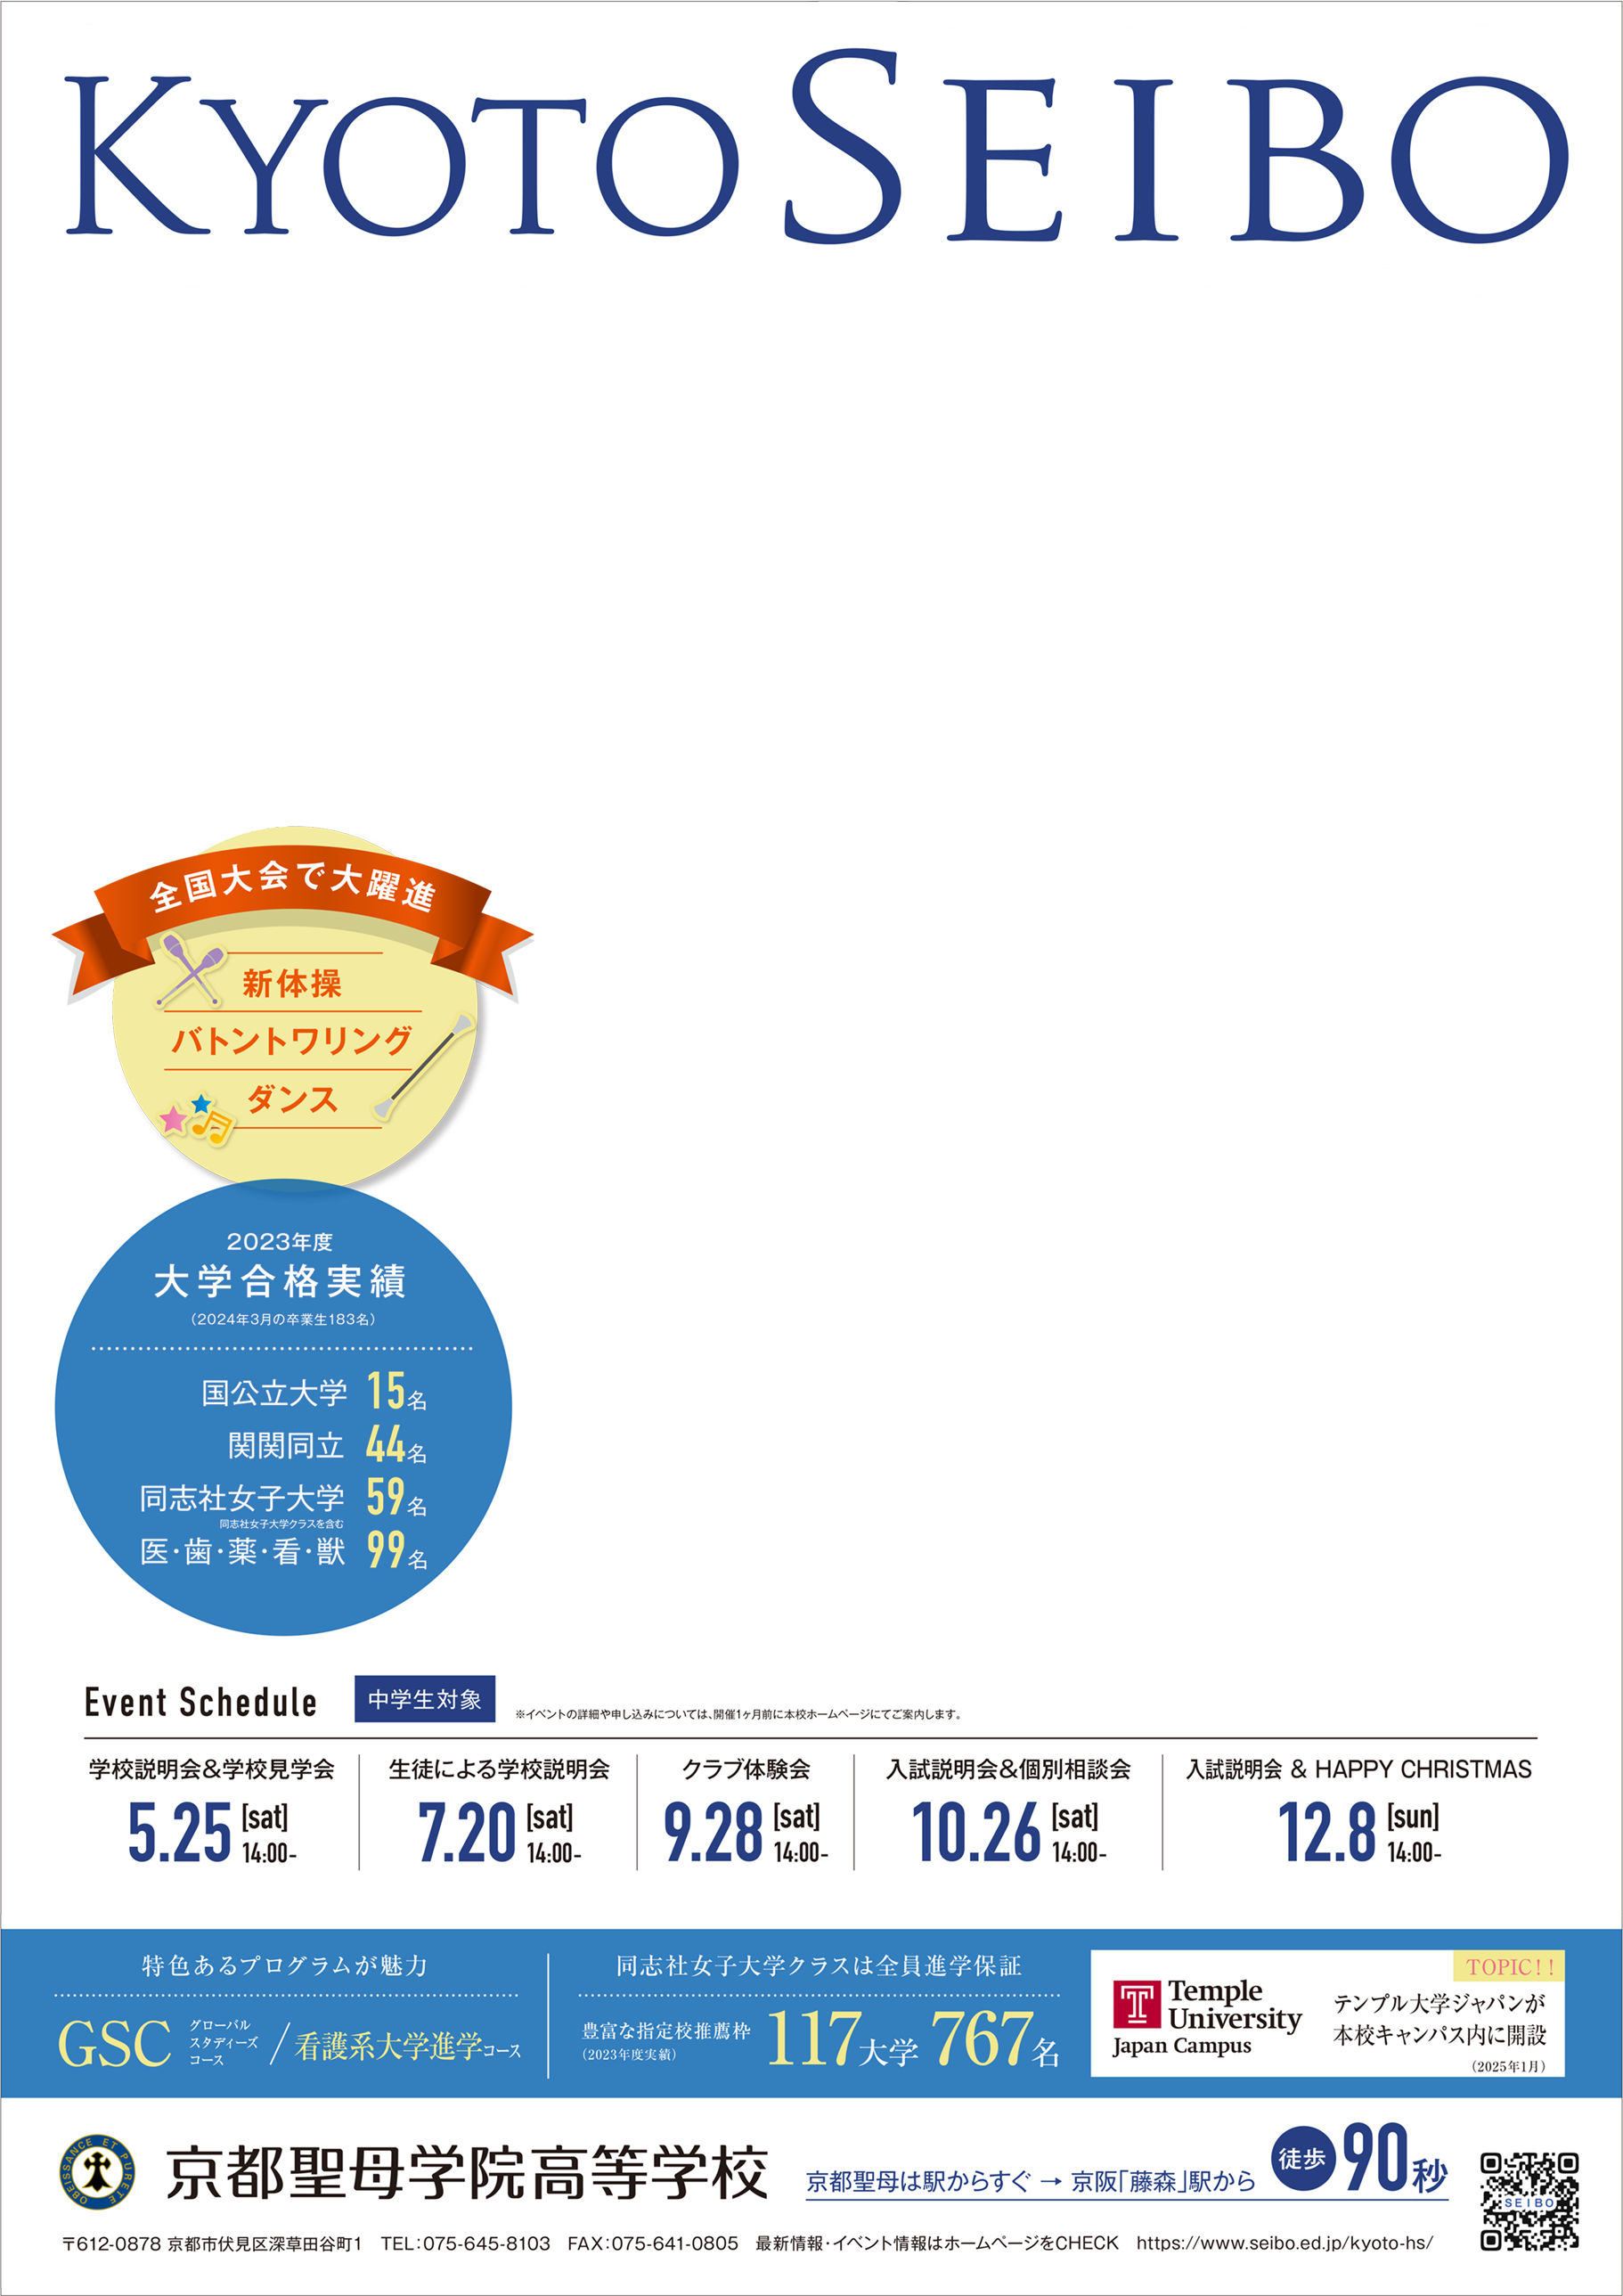 KYOTO SEIBO
全国大会で大躍進
新体操
バトントワリング
ダンス
2023年度
大学合格実績
（2024年3月の卒業生183名）
国公立大学 15名
関関同立 44名
同志社女子大学 59名
同志社女子大学クラスを含む
医・歯・薬・看・獣 99名
Event Schedule 中学生対象 ※イベントの詳細や申し込みについては、開催1ヶ月前に本校ホームページにてご案内します。
学校説明会&学校見学会
5.25 [sat] 14:00-
生徒による学校説明会
7.20 [sat] 14:00-
クラブ体験会
9.28 [sat] 14:00-
入試説明会&個別相談会
10.26 [sat] 14:00-
入試説明会 & HAPPY CHRISTMAS
12.8 [sun] 14:00-
特色あるプログラムが魅力
GSC グローバルスタディーズコース / 看護系大学進学コース
同志社女子大学クラスは全員進学保証
豊富な指定校推薦枠
（2023年度実績）
117大学 767名
TOPIC!!
Temple
University
Japan Campus
テンプル大学ジャパンが
本校キャンパス内に開設
（2025年1月）
OBEISSANCE ET PURETE
京都聖母学院高等学校
京都聖母は駅からすぐ → 京阪「藤森」駅から 徒歩 90秒
SEIBO
〒612-0878 京都市伏見区深草田谷町1 TEL:075-645-8103 FAX:075-641-0805 最新情報・イベント情報はホームページをCHECK https://www.seibo.ed.jp/kyoto-hs/